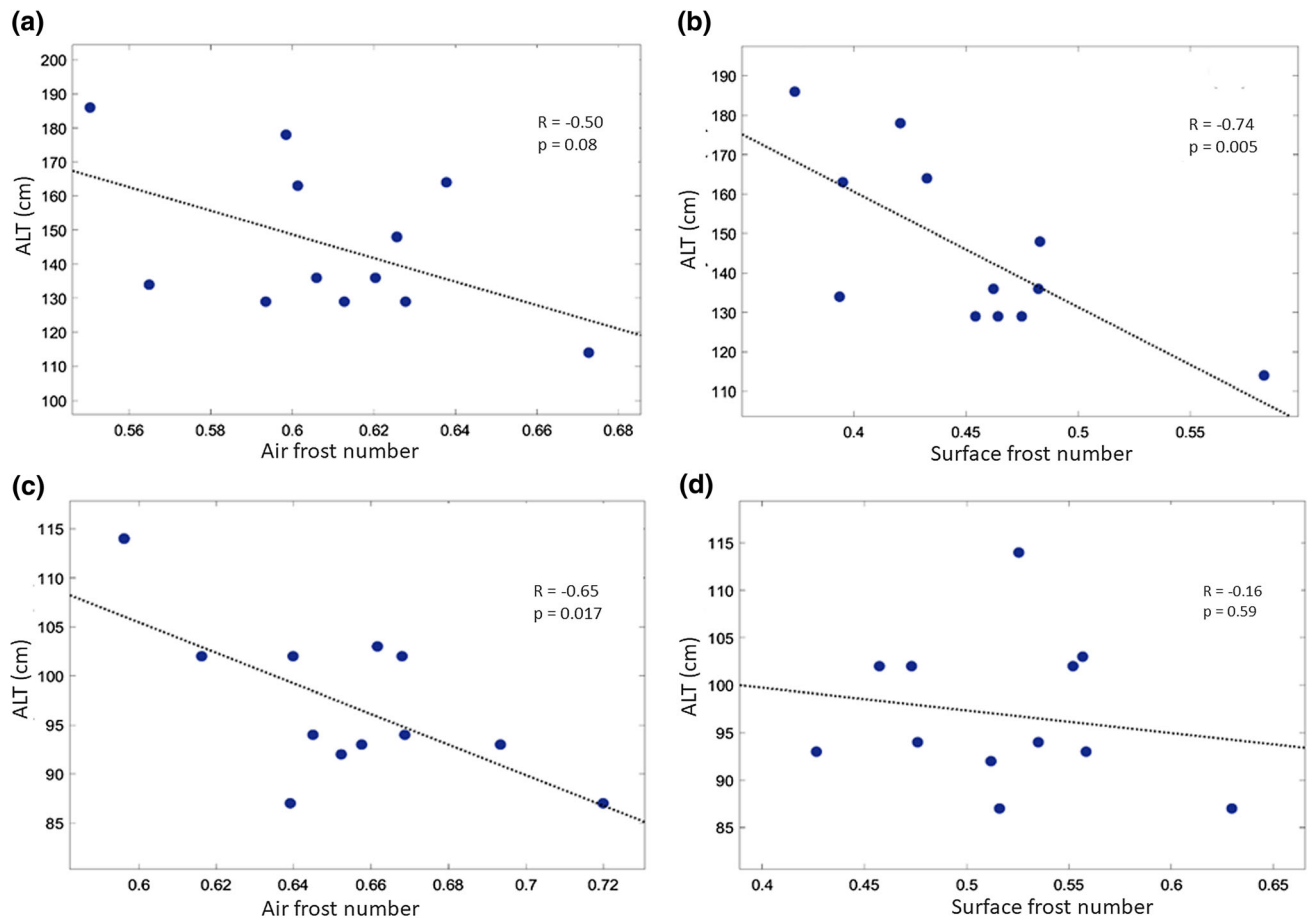 (a)
200
190
180
170
160
150
140
130
120
110
100
ALT (cm)
R = -0.50
p = 0.08
0.56 0.58 0.6 0.62 0.64 0.66 0.68
Air frost number
(b)
190
180
170
160
150
140
130
120
110
ALT (cm)
R = -0.74
p = 0.005
0.4 0.45 0.5 0.55
Surface frost number
(c)
115
110
105
100
95
90
85
ALT (cm)
R = -0.65
p = 0.017
0.6 0.62 0.64 0.66 0.68 0.7 0.72
Air frost number
(d)
115
110
105
100
95
90
85
ALT (cm)
R = -0.16
p = 0.59
0.4 0.45 0.5 0.55 0.6 0.65
Surface frost number